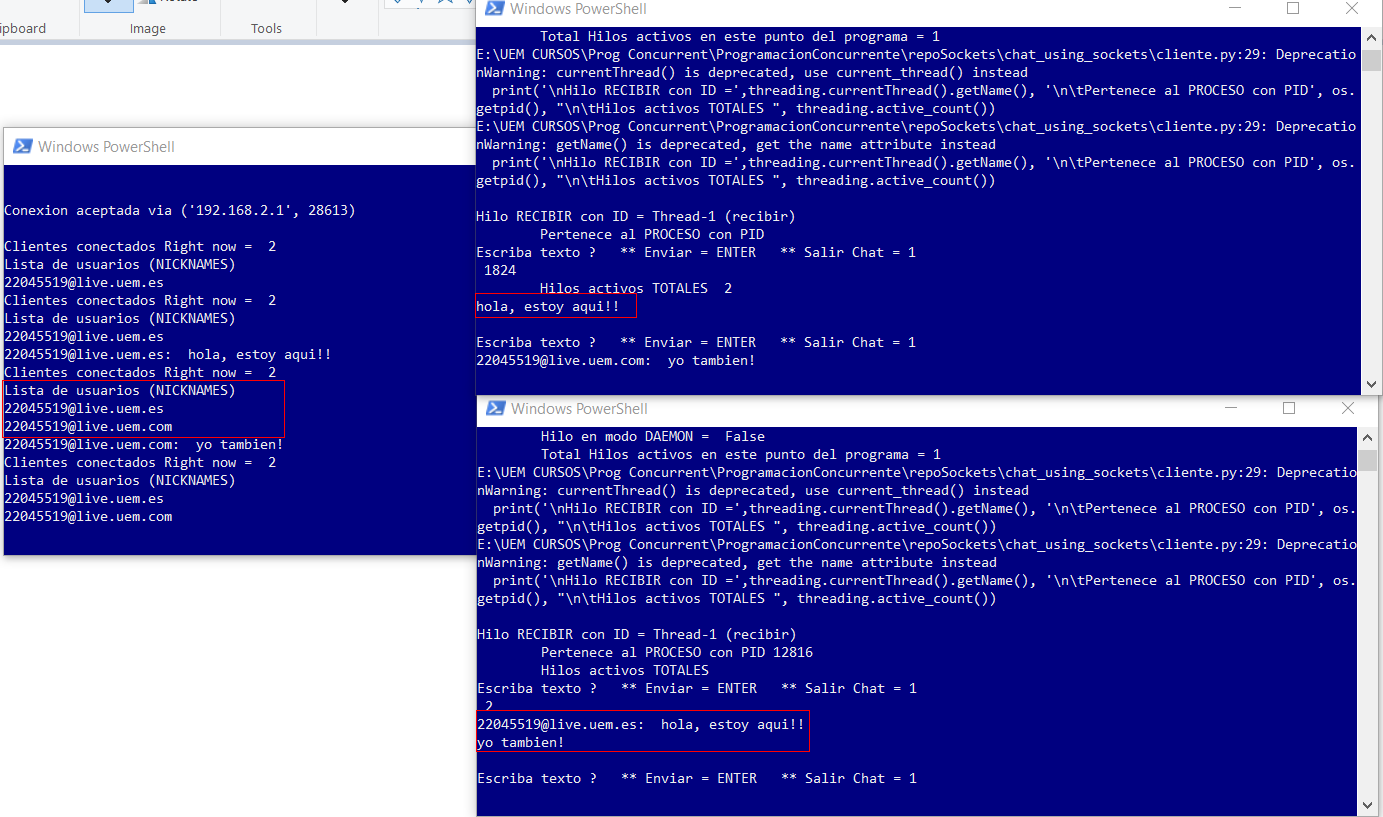 ipboard
Image
Tools
Windows PowerShell
Conexion aceptada via ('192.168.2.1', 28613)
Clientes conectados Right now =  2
Lista de usuarios (NICKNAMES)
22045519@live.uem.es
Clientes conectados Right now =  2
Lista de usuarios (NICKNAMES)
22045519@live.uem.es
22045519@live.uem.es:  hola, estoy aqui!!
Clientes conectados Right now =  2
Lista de usuarios (NICKNAMES)
22045519@live.uem.es
22045519@live.uem.com
22045519@live.uem.com:  yo tambien!
Clientes conectados Right now =  2
Lista de usuarios (NICKNAMES)
22045519@live.uem.es
22045519@live.uem.com
Windows PowerShell
Total Hilos activos en este punto del programa = 1
E:\UEM CURSOS\Prog Concurrent\ProgramacionConcurrente\repoSockets\chat_using_sockets\cliente.py:29: Deprecatio
nWarning: currentThread() is deprecated, use current_thread() instead
print('\nHilo RECIBIR con ID =',threading.currentThread().getName(), '\n\tPertenece al PROCESO con PID', os.
getpid(), "\n\tHilos activos TOTALES ", threading.active_count())
E:\UEM CURSOS\Prog Concurrent\ProgramacionConcurrente\repoSockets\chat_using_sockets\cliente.py:29: Deprecatio
nWarning: getName() is deprecated, get the name attribute instead
print('\nHilo RECIBIR con ID =',threading.currentThread().getName(), '\n\tPertenece al PROCESO con PID', os.
getpid(), "\n\tHilos activos TOTALES ", threading.active_count())
Hilo RECIBIR con ID = Thread-1 (recibir)
Pertenece al PROCESO con PID
Escriba texto ?   ** Enviar = ENTER   ** Salir Chat = 1
1824
Hilos activos TOTALES  2
hola, estoy aqui!!
Escriba texto ?   ** Enviar = ENTER   ** Salir Chat = 1
22045519@live.uem.com:  yo tambien!
Windows PowerShell
Hilo en modo DAEMON =  False
Total Hilos activos en este punto del programa = 1
E:\UEM CURSOS\Prog Concurrent\ProgramacionConcurrente\repoSockets\chat_using_sockets\cliente.py:29: Deprecatio
nWarning: currentThread() is deprecated, use current_thread() instead
print('\nHilo RECIBIR con ID =',threading.currentThread().getName(), '\n\tPertenece al PROCESO con PID', os.
getpid(), "\n\tHilos activos TOTALES ", threading.active_count())
E:\UEM CURSOS\Prog Concurrent\ProgramacionConcurrente\repoSockets\chat_using_sockets\cliente.py:29: Deprecatio
nWarning: getName() is deprecated, get the name attribute instead
print('\nHilo RECIBIR con ID =',threading.currentThread().getName(), '\n\tPertenece al PROCESO con PID', os.
getpid(), "\n\tHilos activos TOTALES ", threading.active_count())
Hilo RECIBIR con ID = Thread-1 (recibir)
Pertenece al PROCESO con PID 12816
Hilos activos TOTALES
Escriba texto ?   ** Enviar = ENTER   ** Salir Chat = 1
2
22045519@live.uem.es:  hola, estoy aqui!!
yo tambien!
Escriba texto ?   ** Enviar = ENTER   ** Salir Chat = 1